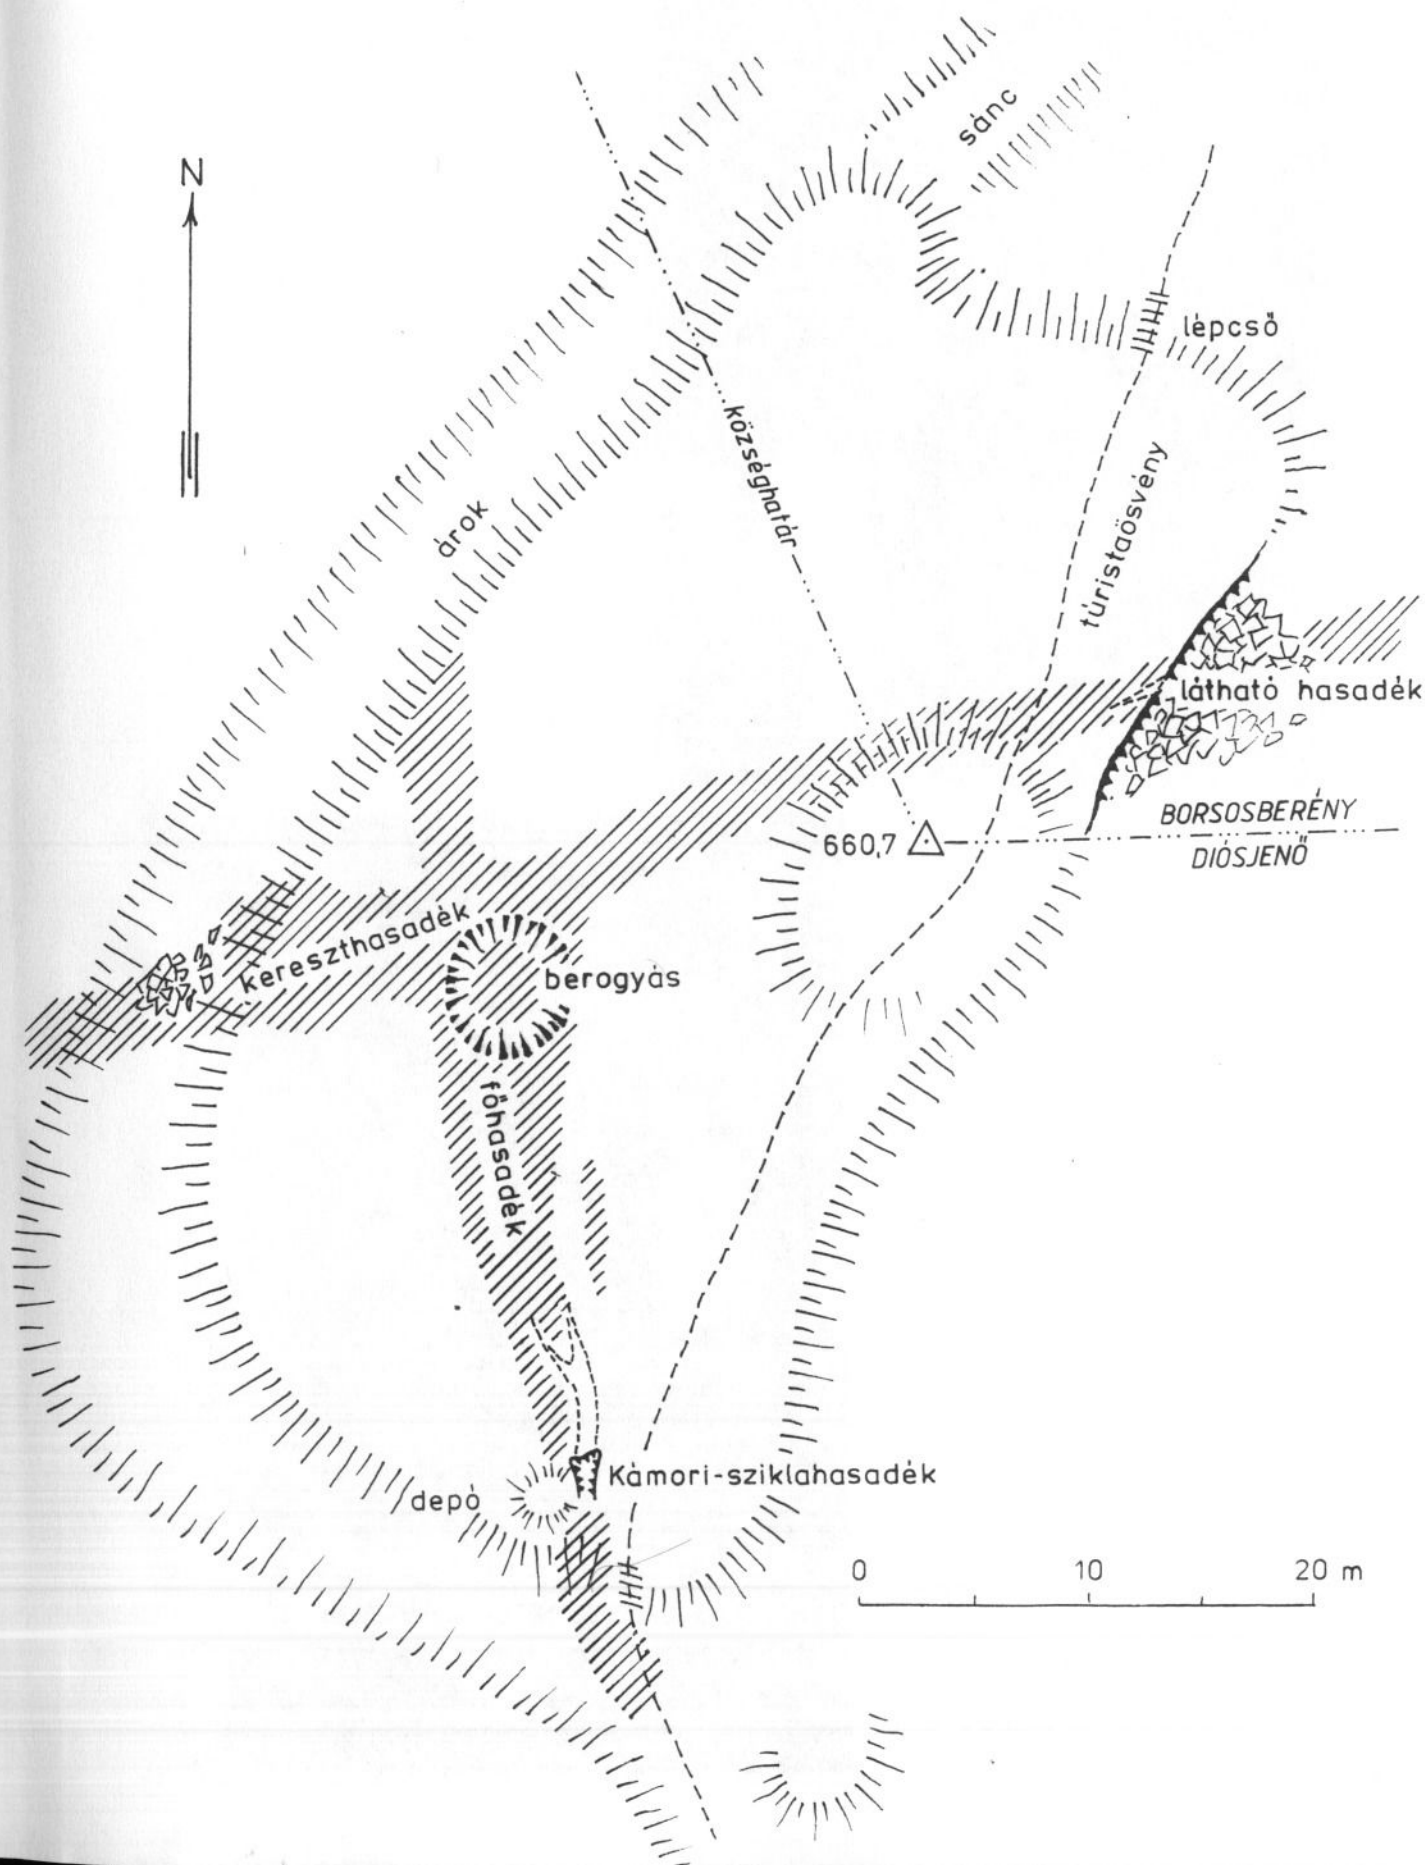 N
sánc
lépcső
községhatár
túristaösvény
árok
látható hasadék
660,7
BORSOSBERÉNY
DIÓSJENŐ
kereszthasadék
berogyás
főhasadék
Kámori-sziklahasadék
depó
0 10 20 m